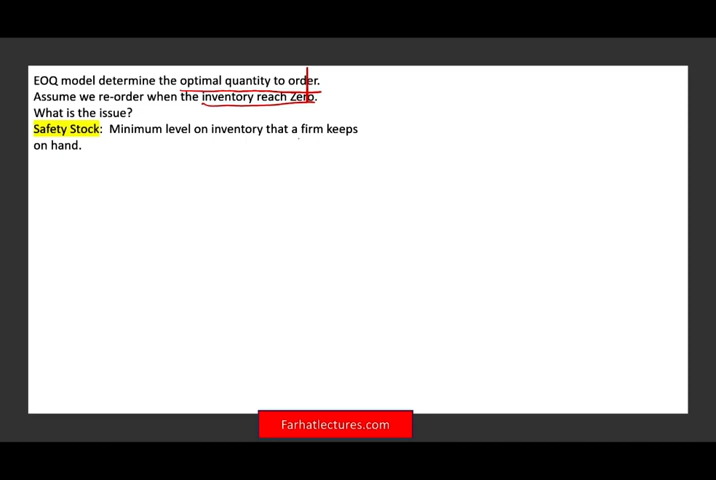 EOQ model determine the optimal quantity to order.
Assume we re-order when the inventory reach Zero.
What is the issue?
Safety Stock: Minimum level on inventory that a firm keeps
on hand.
Farhatlectures.com